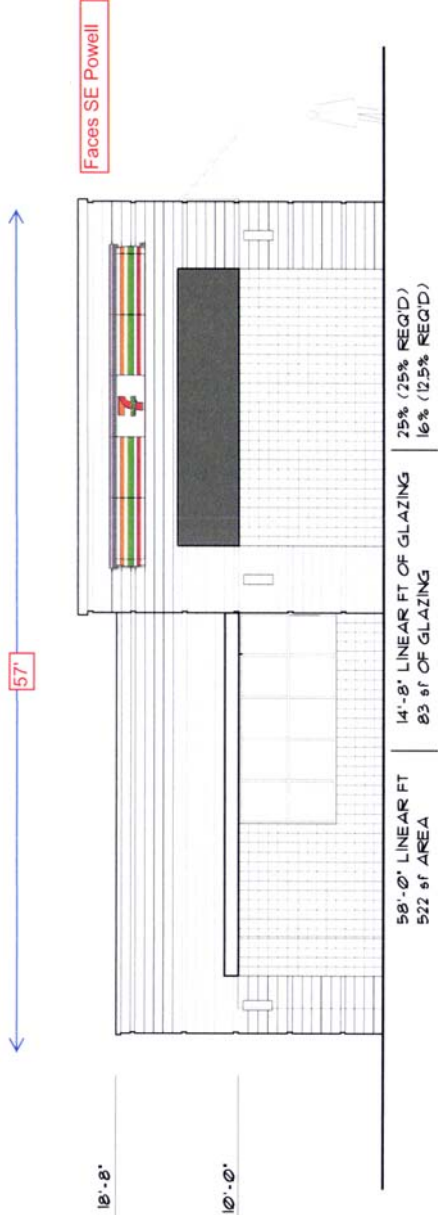 57'
Faces SE Powell
18'-8"
7
10'-0"
58'-0" LINEAR FT
522 sf AREA
14'-8" LINEAR FT OF GLAZING
83 sf OF GLAZING
25% (25% REQ'D)
16% (12.5% REQ'D)